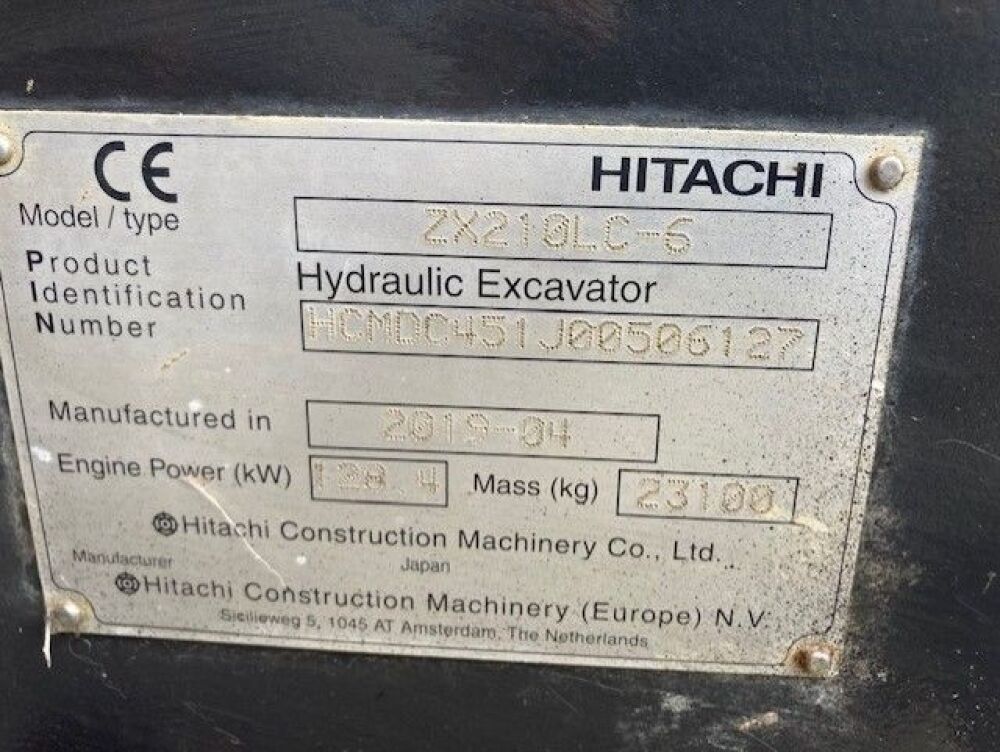 CE HITACHI
Model / type ZX210LC-6
Product Identification Number
Hydraulic Excavator
HCMDC451J00506127
Manufactured in 2019-04
Engine Power (kW) 128.4 Mass (kg) 23100
Hitachi Construction Machinery Co., Ltd.
Manufacturer Japan
Hitachi Construction Machinery (Europe) N.V.
Sicilieweg 5, 1045 AT Amsterdam, The Netherlands